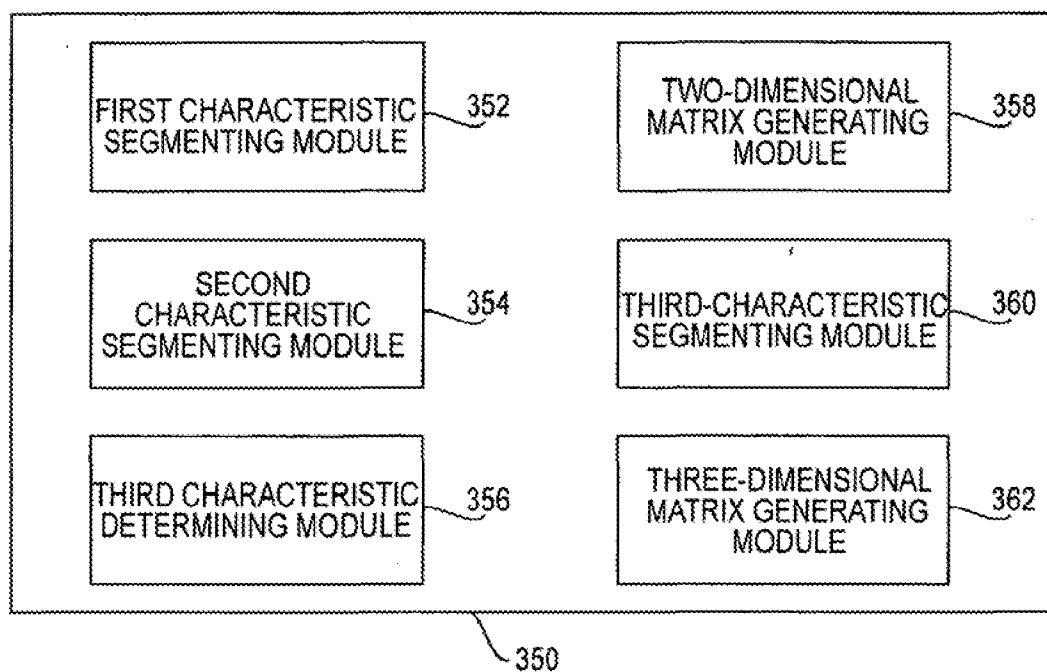 FIRST CHARACTERISTIC
SEGMENTING MODULE
352
SECOND
CHARACTERISTIC
SEGMENTING MODULE
354
THIRD CHARACTERISTIC
DETERMINING MODULE
356
TWO-DIMENSIONAL
MATRIX GENERATING
MODULE
358
THIRD-CHARACTERISTIC
SEGMENTING MODULE
360
THREE-DIMENSIONAL
MATRIX GENERATING
MODULE
362
350